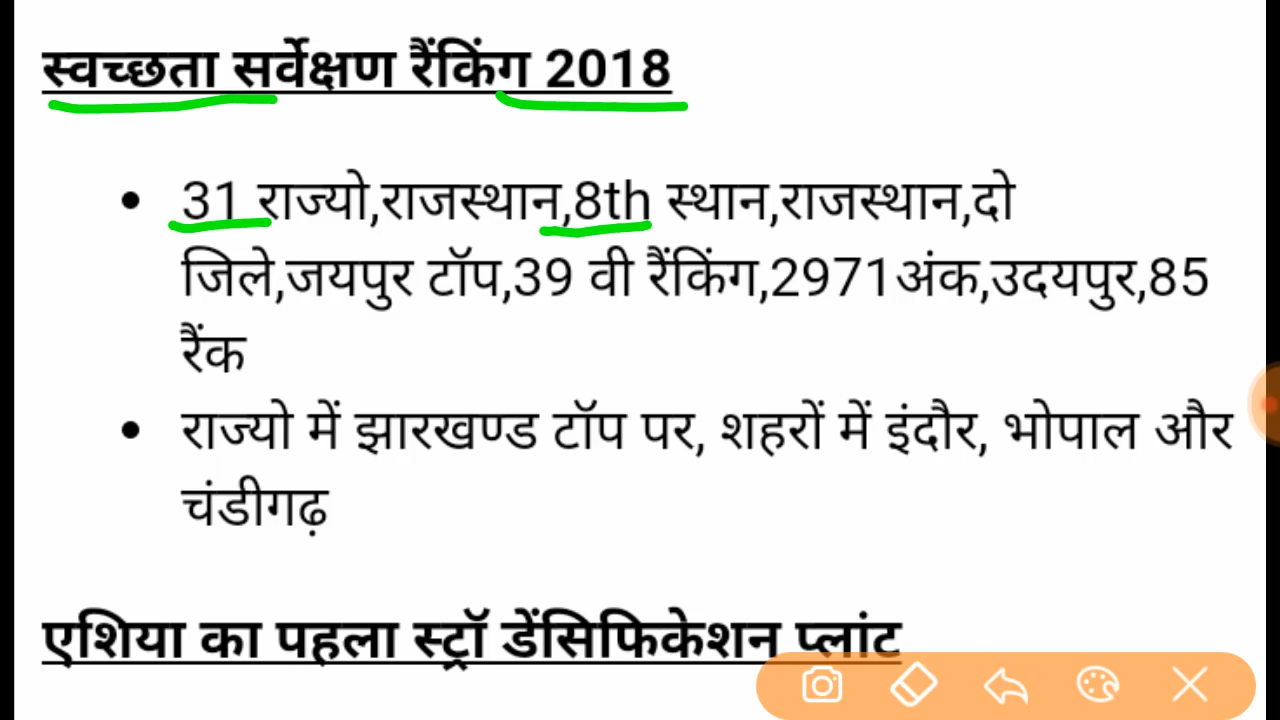 स्वच्छता सर्वेक्षण रैंकिंग 2018
• 31 राज्यो,राजस्थान,8th स्थान,राजस्थान,दो
जिले,जयपुर टॉप,39 वी रैंकिंग,2971अंक,उदयपुर,85
रैंक
• राज्यो में झारखण्ड टॉप पर, शहरों में इंदौर, भोपाल और
चंडीगढ़
एशिया का पहला स्ट्रॉ डेंसिफिकेशन प्लांट